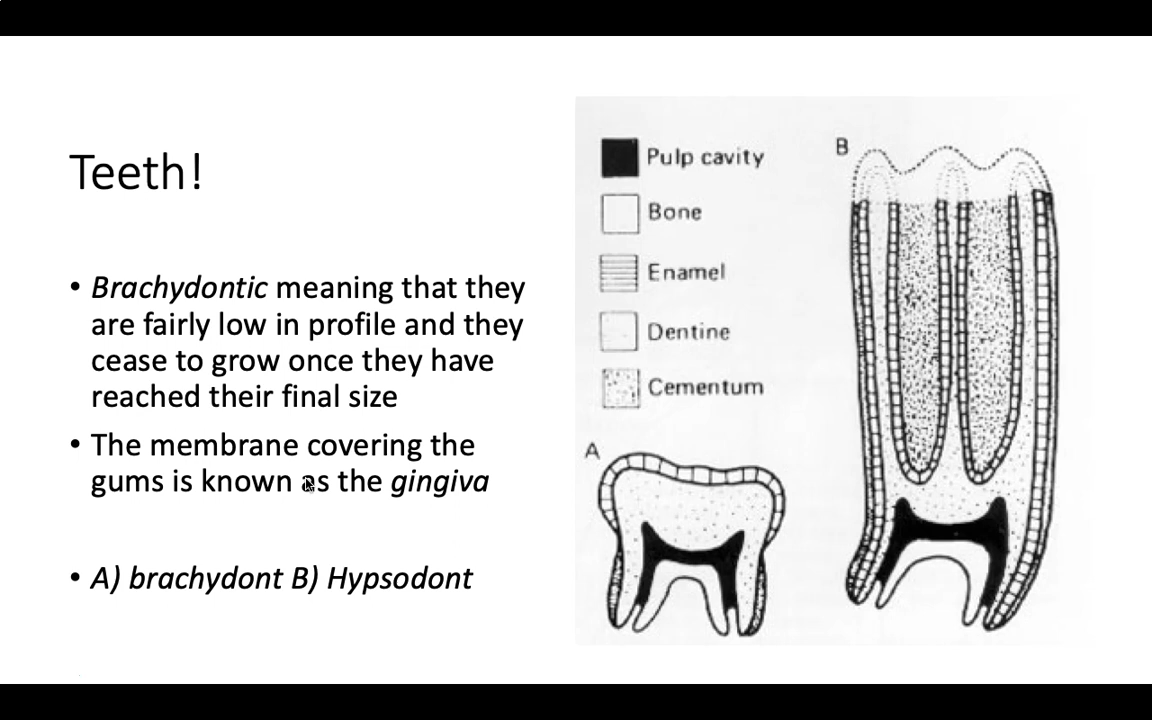 Teeth!
• Brachydontic meaning that they
are fairly low in profile and they
cease to grow once they have
reached their final size
• The membrane covering the
gums is known as the gingiva
• A) brachydont B) Hypsodont
Pulp cavity
Bone
Enamel
Dentine
Cementum
A
B